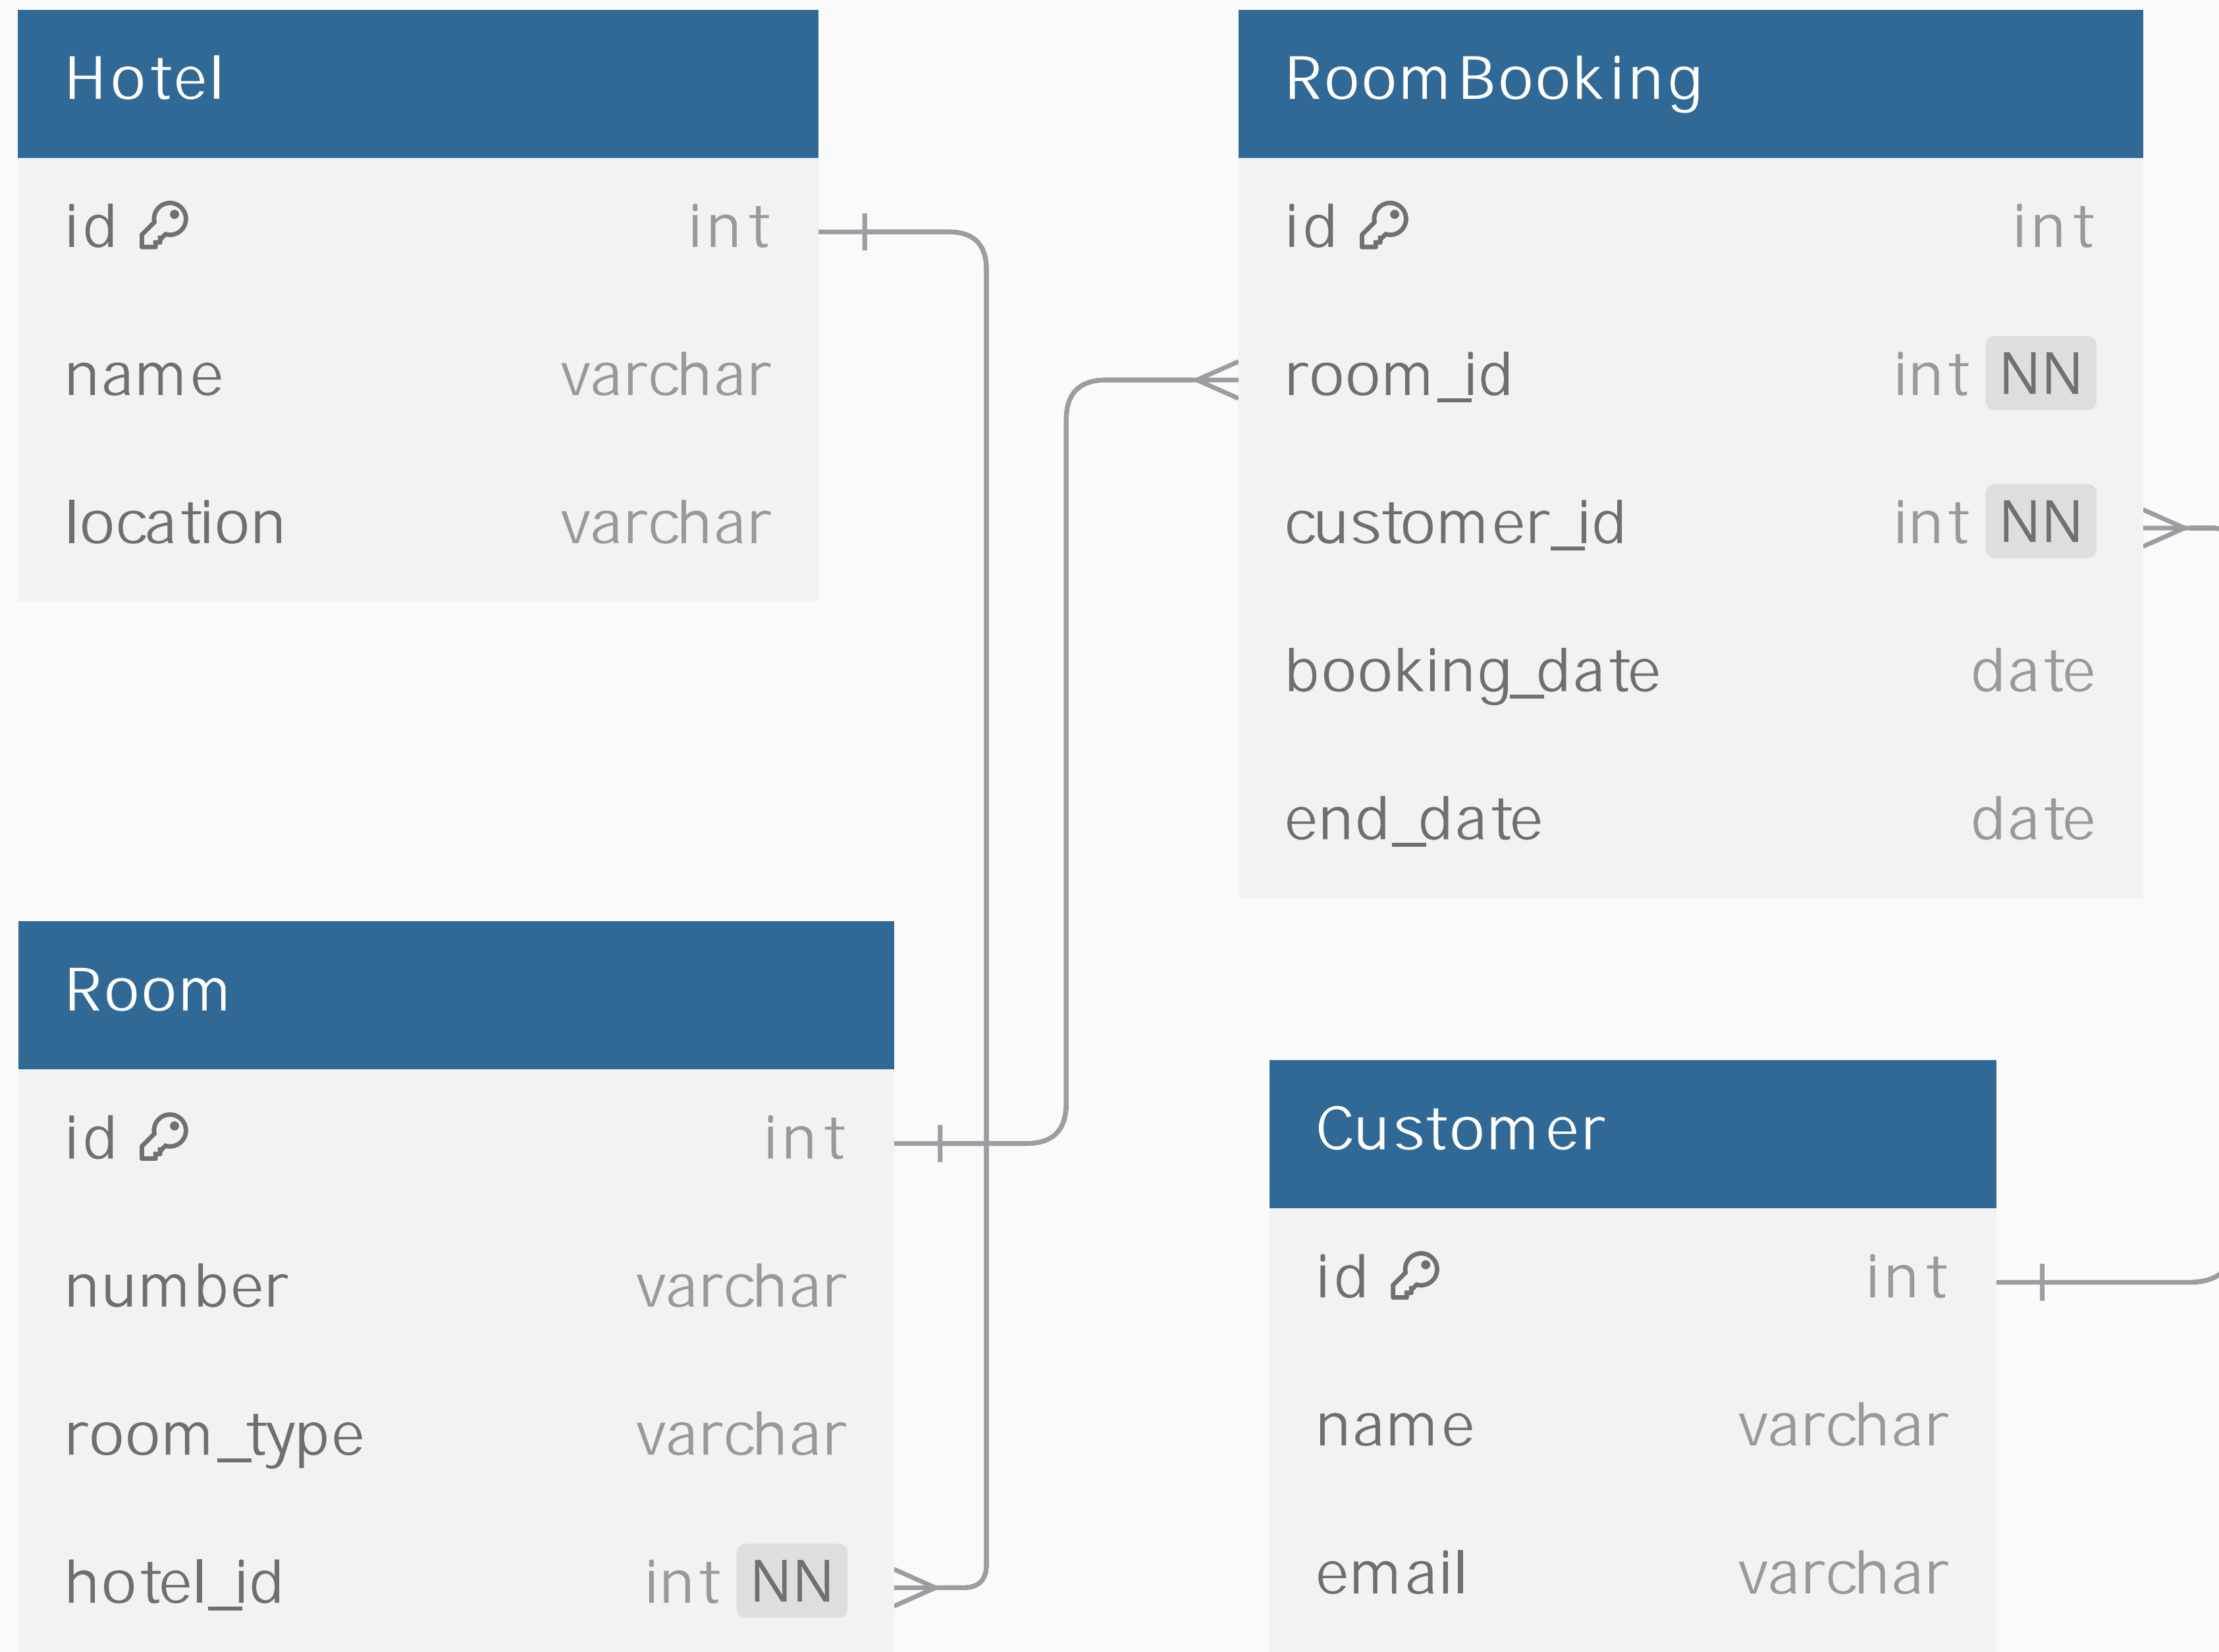 Hotel
id int
name varchar
location varchar
RoomBooking
id int
room_id int NN
customer_id int NN
booking_date date
end_date date
Room
id int
number varchar
room_type varchar
hotel_id int NN
Customer
id int
name varchar
email varchar